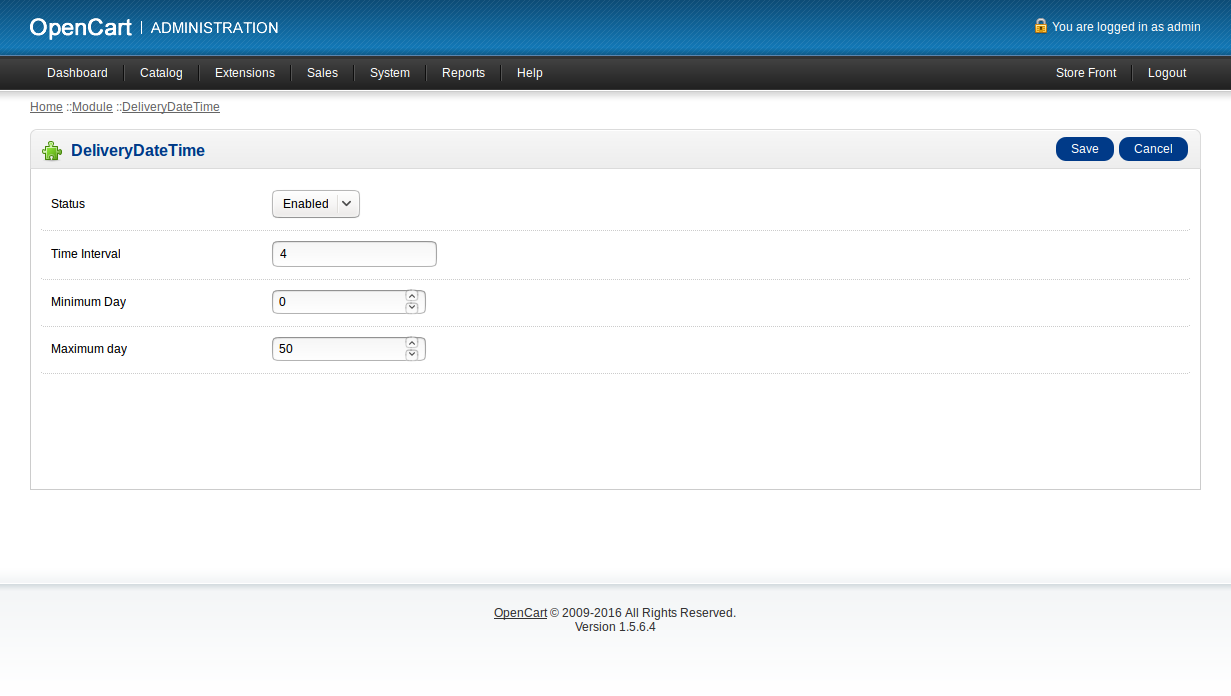 OpenCart | ADMINISTRATION
You are logged in as admin
Dashboard Catalog Extensions Sales System Reports Help Store Front Logout
Home :: Module :: DeliveryDateTime
DeliveryDateTime
Save Cancel
Status Enabled
Time Interval 4
Minimum Day 0
Maximum day 50
OpenCart © 2009-2016 All Rights Reserved.
Version 1.5.6.4